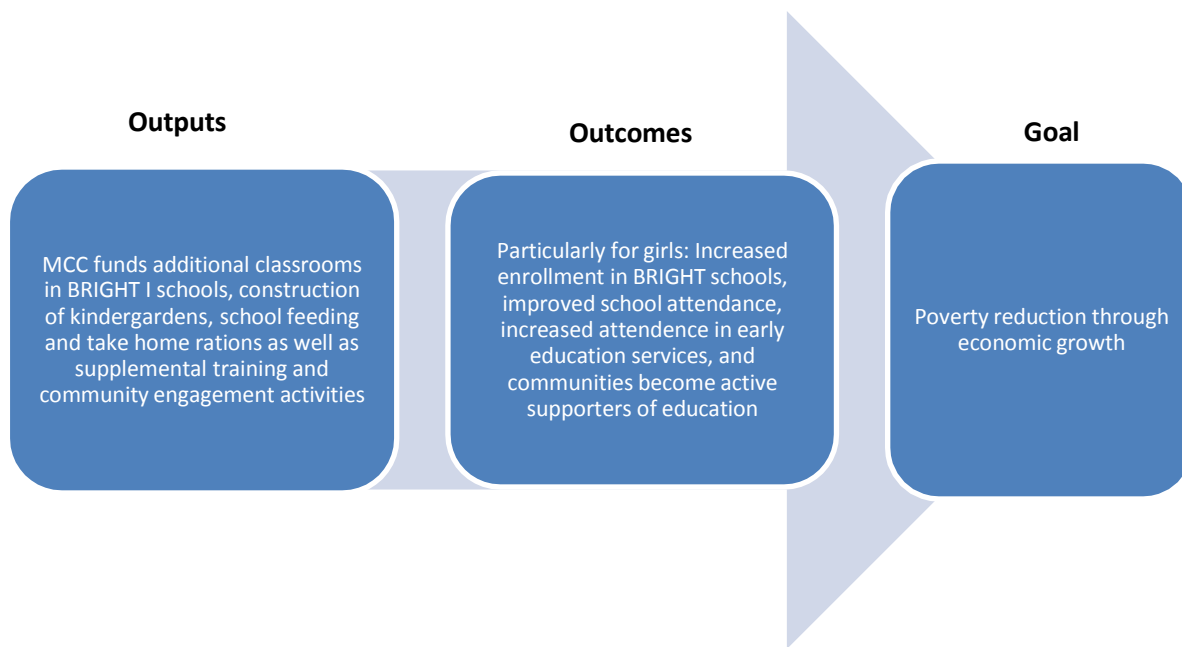 Outputs
MCC funds additional classrooms
in BRIGHT I schools, construction
of kindergardens, school feeding
and take home rations as well as
supplemental training and
community engagement activities
Outcomes
Particularly for girls: Increased
enrollment in BRIGHT schools,
improved school attendance,
increased attendence in early
education services, and
communities become active
supporters of education
Goal
Poverty reduction through
economic growth